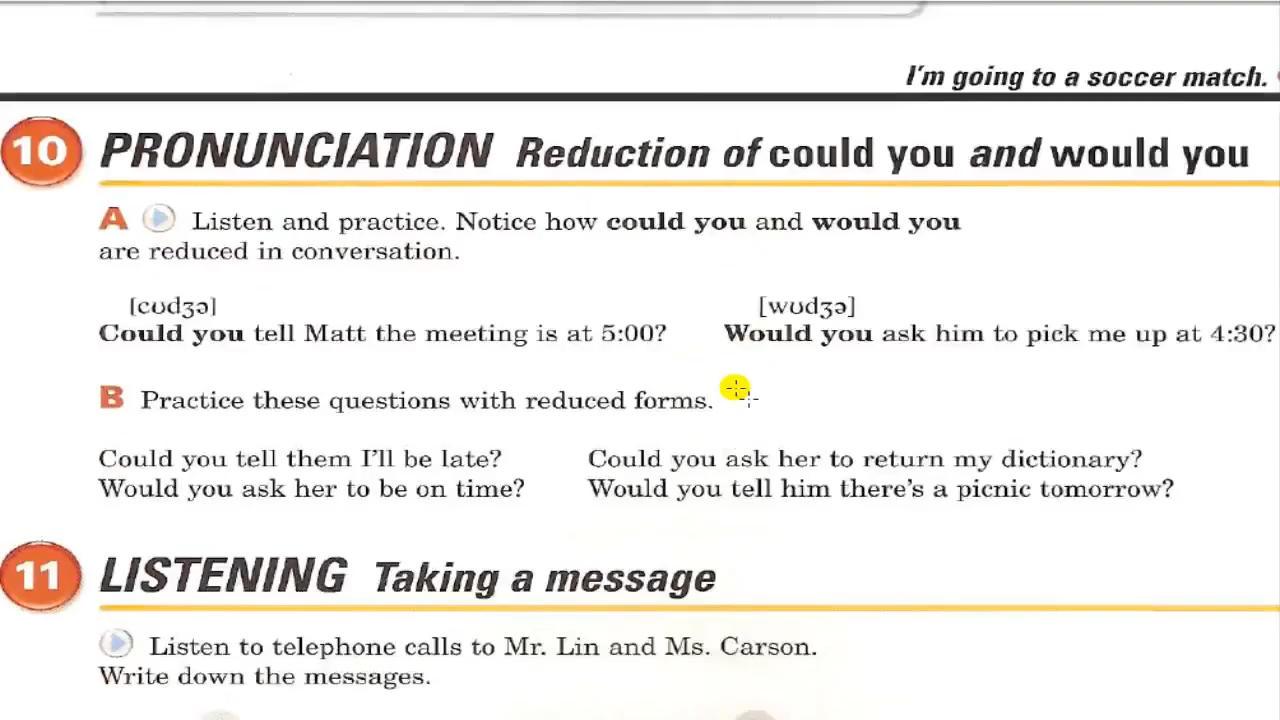 I'm going to a soccer match.
10 PRONUNCIATION Reduction of could you and would you
A Listen and practice. Notice how could you and would you
are reduced in conversation.
[cʊdʒə] [wʊdʒə]
Could you tell Matt the meeting is at 5:00? Would you ask him to pick me up at 4:30?
B Practice these questions with reduced forms.
Could you tell them I'll be late? Could you ask her to return my dictionary?
Would you ask her to be on time? Would you tell him there's a picnic tomorrow?
11 LISTENING Taking a message
Listen to telephone calls to Mr. Lin and Ms. Carson.
Write down the messages.